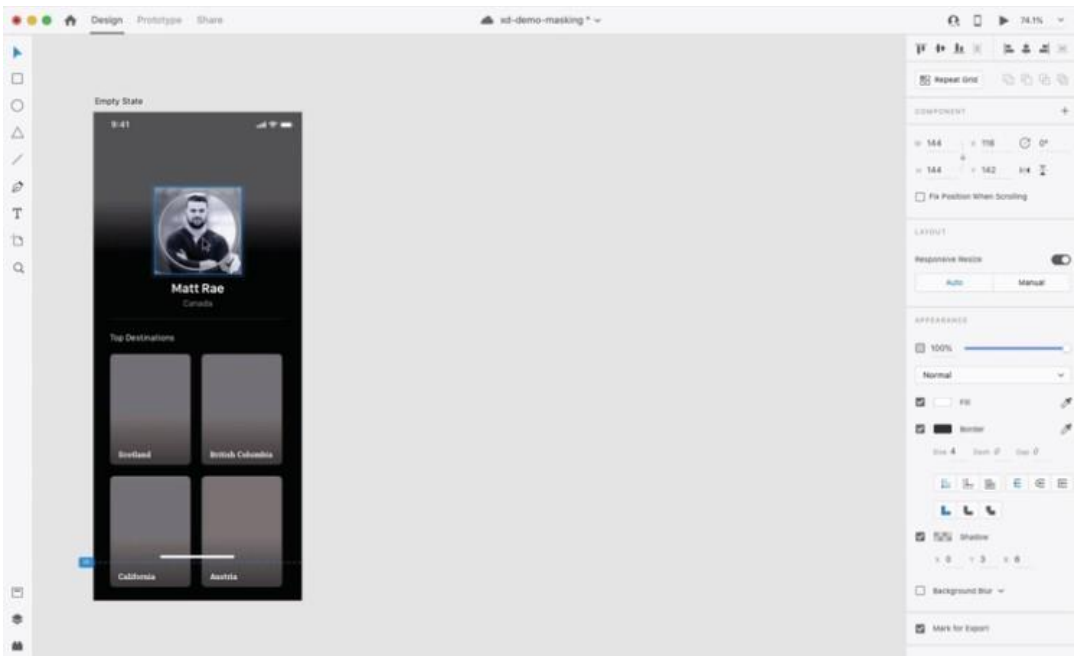 Design Prototype Share
xd-demo-masking *
74.1%
Empty State
9:41
Matt Rae
Canada
Top Destinations
Scotland
British Colombia
California
Austria
Repeat Grid
COMPONENT
W 144 X 118 0°
H 144 Y 142
Fix Position When Scrolling
LAYOUT
Responsive Resize
Auto Manual
APPEARANCE
100%
Normal
Fill
Border
Size 4 Dash 0 Gap 0
Shadow
X 0 Y 3 B 6
Background Blur
Mark for Export